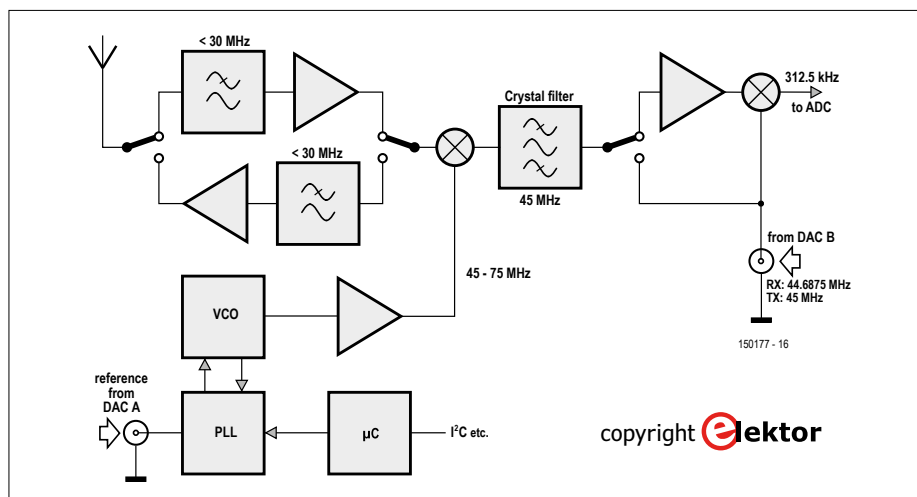 < 30 MHz
< 30 MHz
Crystal filter
45 MHz
312.5 kHz
to ADC
from DAC B
RX: 44.6875 MHz
TX: 45 MHz
150177 - 16
45 - 75 MHz
VCO
reference
from
DAC A
PLL
µC
I²C etc.
copyright elektor